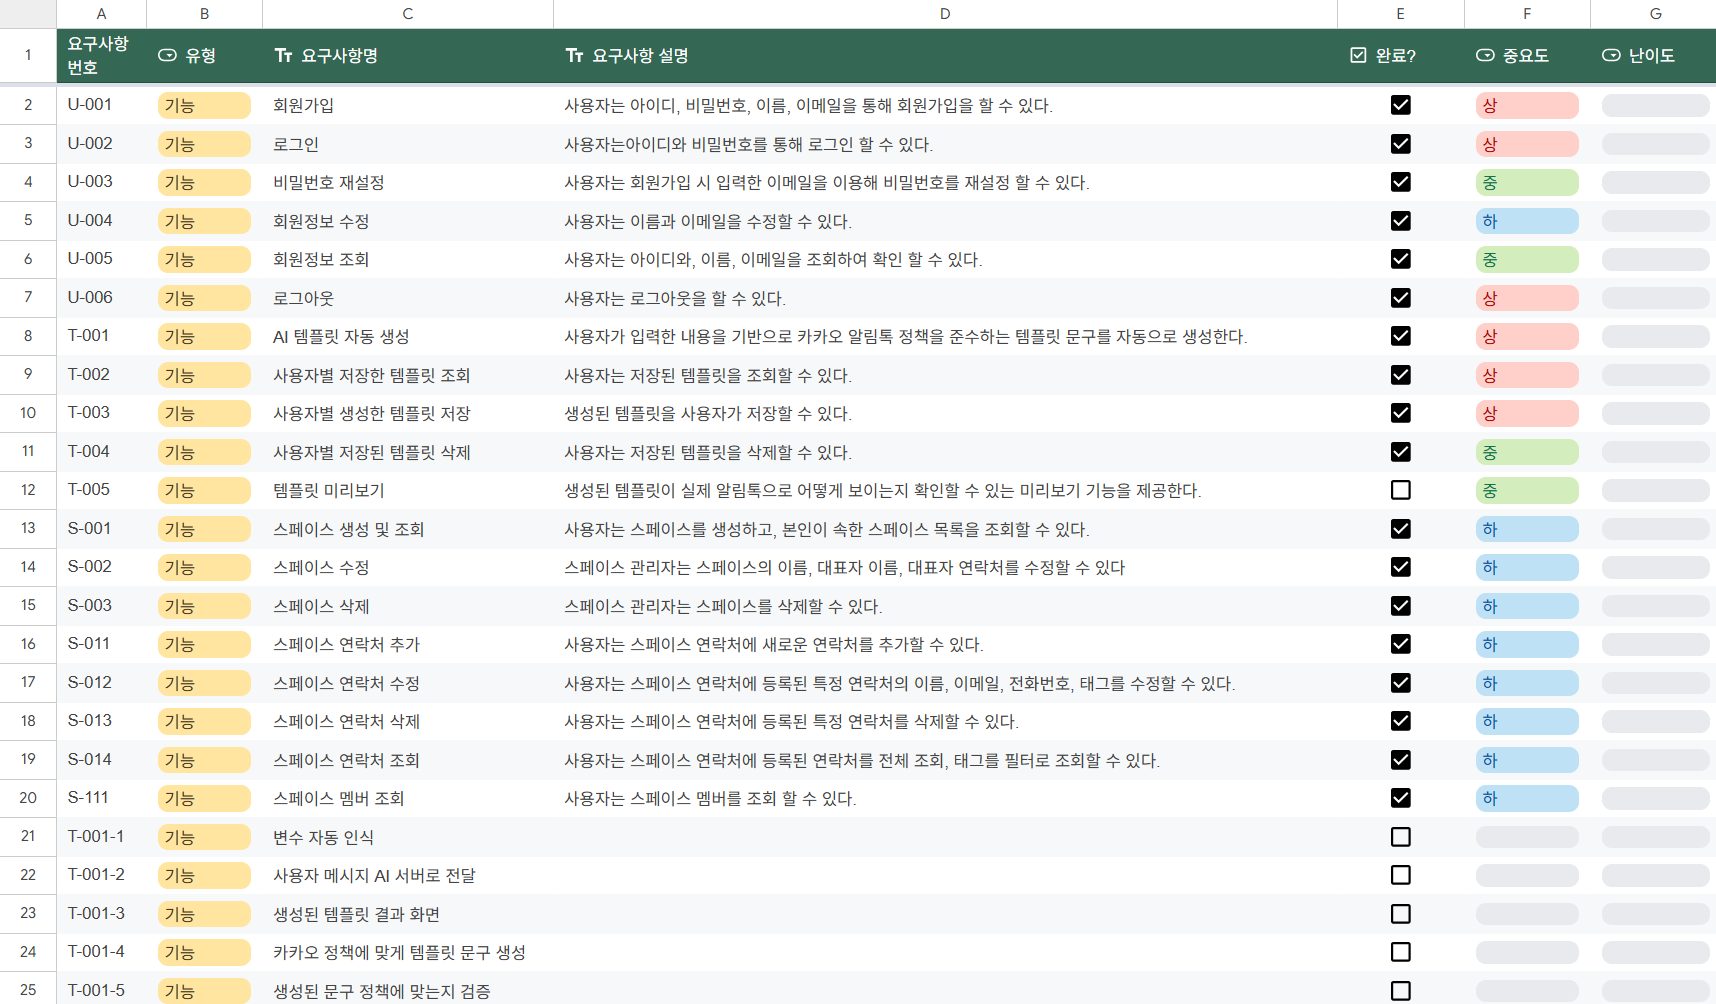 A B C D E F G
1 요구사항 번호 유형 요구사항명 요구사항 설명 완료? 중요도 난이도
2 U-001 기능 회원가입 사용자는 아이디, 비밀번호, 이름, 이메일을 통해 회원가입을 할 수 있다. 상
3 U-002 기능 로그인 사용자는아이디와 비밀번호를 통해 로그인 할 수 있다. 상
4 U-003 기능 비밀번호 재설정 사용자는 회원가입 시 입력한 이메일을 이용해 비밀번호를 재설정 할 수 있다. 중
5 U-004 기능 회원정보 수정 사용자는 이름과 이메일을 수정할 수 있다. 하
6 U-005 기능 회원정보 조회 사용자는 아이디와, 이름, 이메일을 조회하여 확인 할 수 있다. 중
7 U-006 기능 로그아웃 사용자는 로그아웃을 할 수 있다. 상
8 T-001 기능 AI 템플릿 자동 생성 사용자가 입력한 내용을 기반으로 카카오 알림톡 정책을 준수하는 템플릿 문구를 자동으로 생성한다. 상
9 T-002 기능 사용자별 저장한 템플릿 조회 사용자는 저장된 템플릿을 조회할 수 있다. 상
10 T-003 기능 사용자별 생성한 템플릿 저장 생성된 템플릿을 사용자가 저장할 수 있다. 상
11 T-004 기능 사용자별 저장된 템플릿 삭제 사용자는 저장된 템플릿을 삭제할 수 있다. 중
12 T-005 기능 템플릿 미리보기 생성된 템플릿이 실제 알림톡으로 어떻게 보이는지 확인할 수 있는 미리보기 기능을 제공한다. 중
13 S-001 기능 스페이스 생성 및 조회 사용자는 스페이스를 생성하고, 본인이 속한 스페이스 목록을 조회할 수 있다. 하
14 S-002 기능 스페이스 수정 스페이스 관리자는 스페이스의 이름, 대표자 이름, 대표자 연락처를 수정할 수 있다 하
15 S-003 기능 스페이스 삭제 스페이스 관리자는 스페이스를 삭제할 수 있다. 하
16 S-011 기능 스페이스 연락처 추가 사용자는 스페이스 연락처에 새로운 연락처를 추가할 수 있다. 하
17 S-012 기능 스페이스 연락처 수정 사용자는 스페이스 연락처에 등록된 특정 연락처의 이름, 이메일, 전화번호, 태그를 수정할 수 있다. 하
18 S-013 기능 스페이스 연락처 삭제 사용자는 스페이스 연락처에 등록된 특정 연락처를 삭제할 수 있다. 하
19 S-014 기능 스페이스 연락처 조회 사용자는 스페이스 연락처에 등록된 연락처를 전체 조회, 태그를 필터로 조회할 수 있다. 하
20 S-111 기능 스페이스 멤버 조회 사용자는 스페이스 멤버를 조회 할 수 있다. 하
21 T-001-1 기능 변수 자동 인식
22 T-001-2 기능 사용자 메시지 AI 서버로 전달
23 T-001-3 기능 생성된 템플릿 결과 화면
24 T-001-4 기능 카카오 정책에 맞게 템플릿 문구 생성
25 T-001-5 기능 생성된 문구 정책에 맞는지 검증